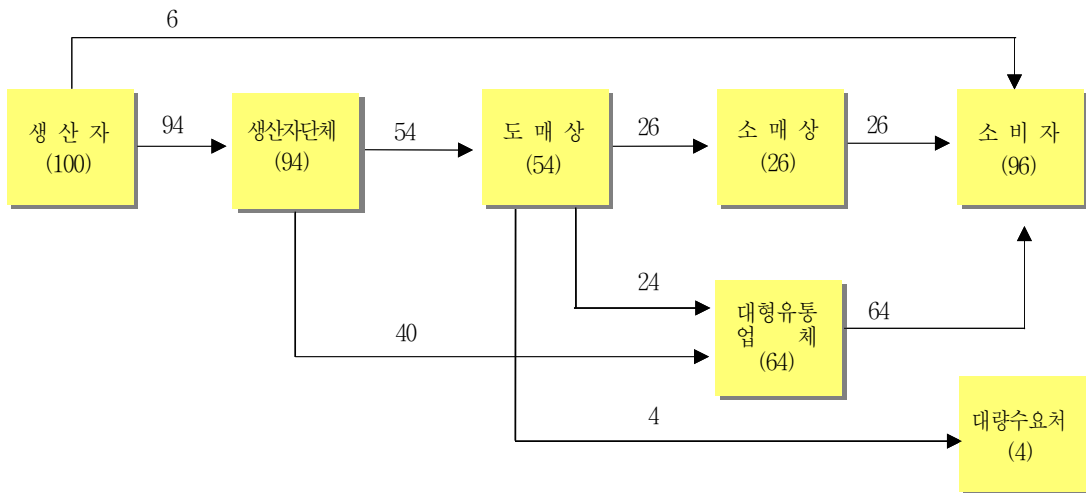 6
생 산 자
(100)
94
생산자단체
(94)
54
도 매 상
(54)
26
소 매 상
(26)
26
소 비 자
(96)
24
대형유통
업 체
(64)
64
40
4
대량수요처
(4)